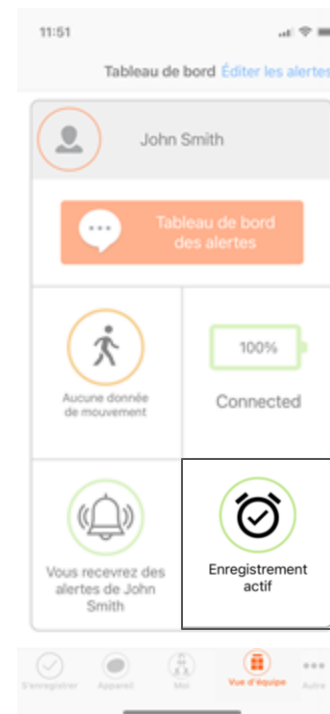 11:51
Tableau de bord Éditer les alertes
John Smith
Tableau de bord
des alertes
Aucune donnée
de mouvement
100%
Connected
Vous recevrez des
alertes de John
Smith
Enregistrement
actif
S'enregistrer Appareil Moi Vue d'équipe Autre